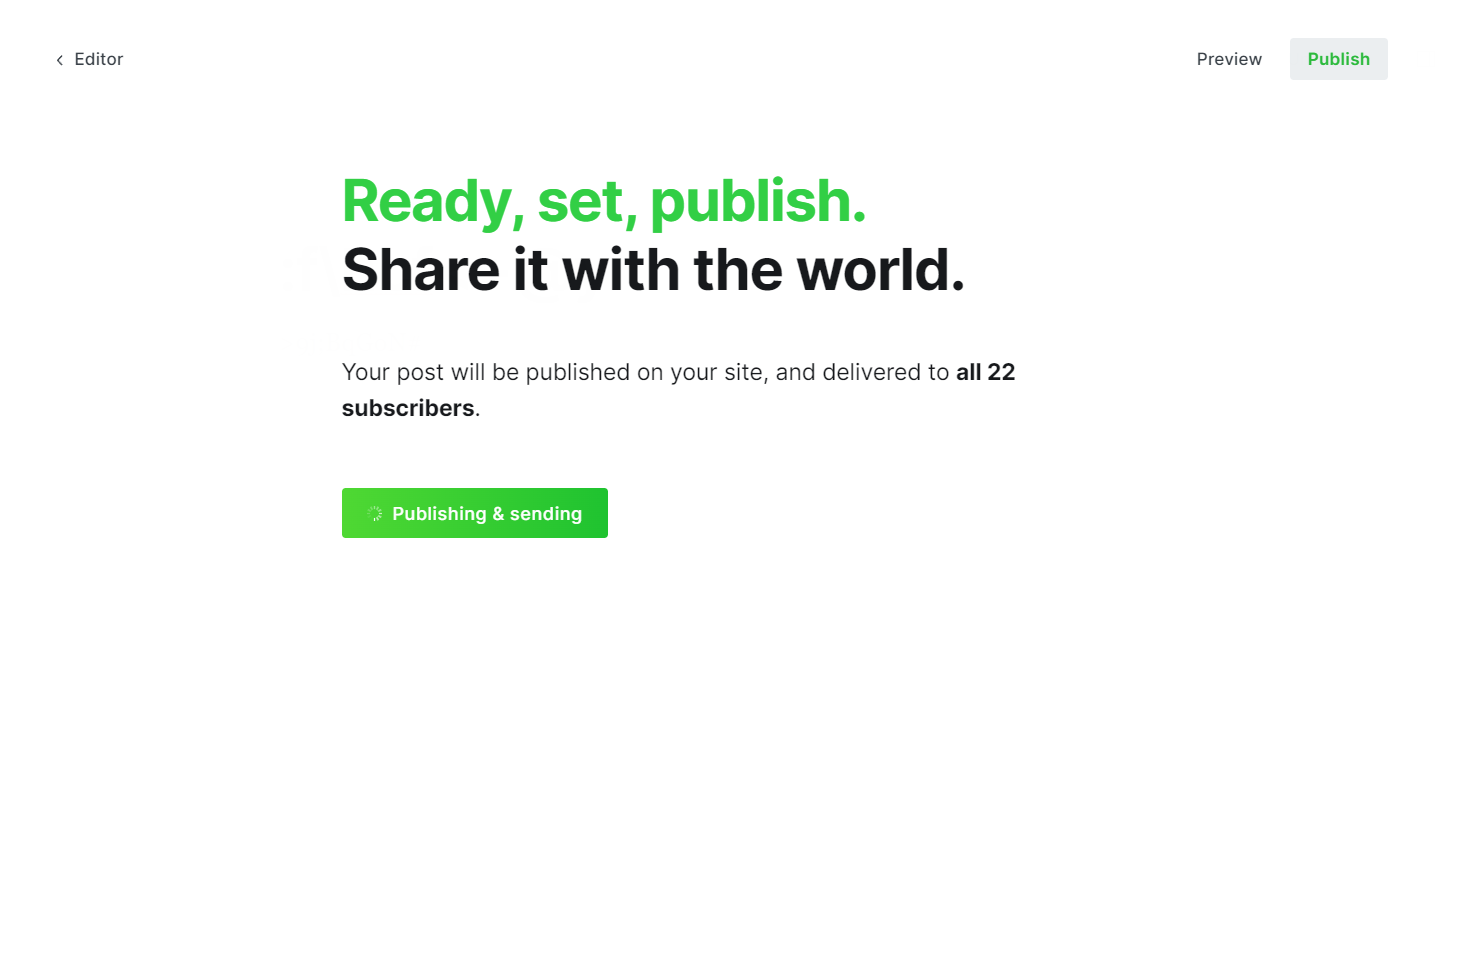 Editor
Preview
Publish
Ready, set, publish.
Share it with the world.
Your post will be published on your site, and delivered to all 22
subscribers.
Publishing & sending